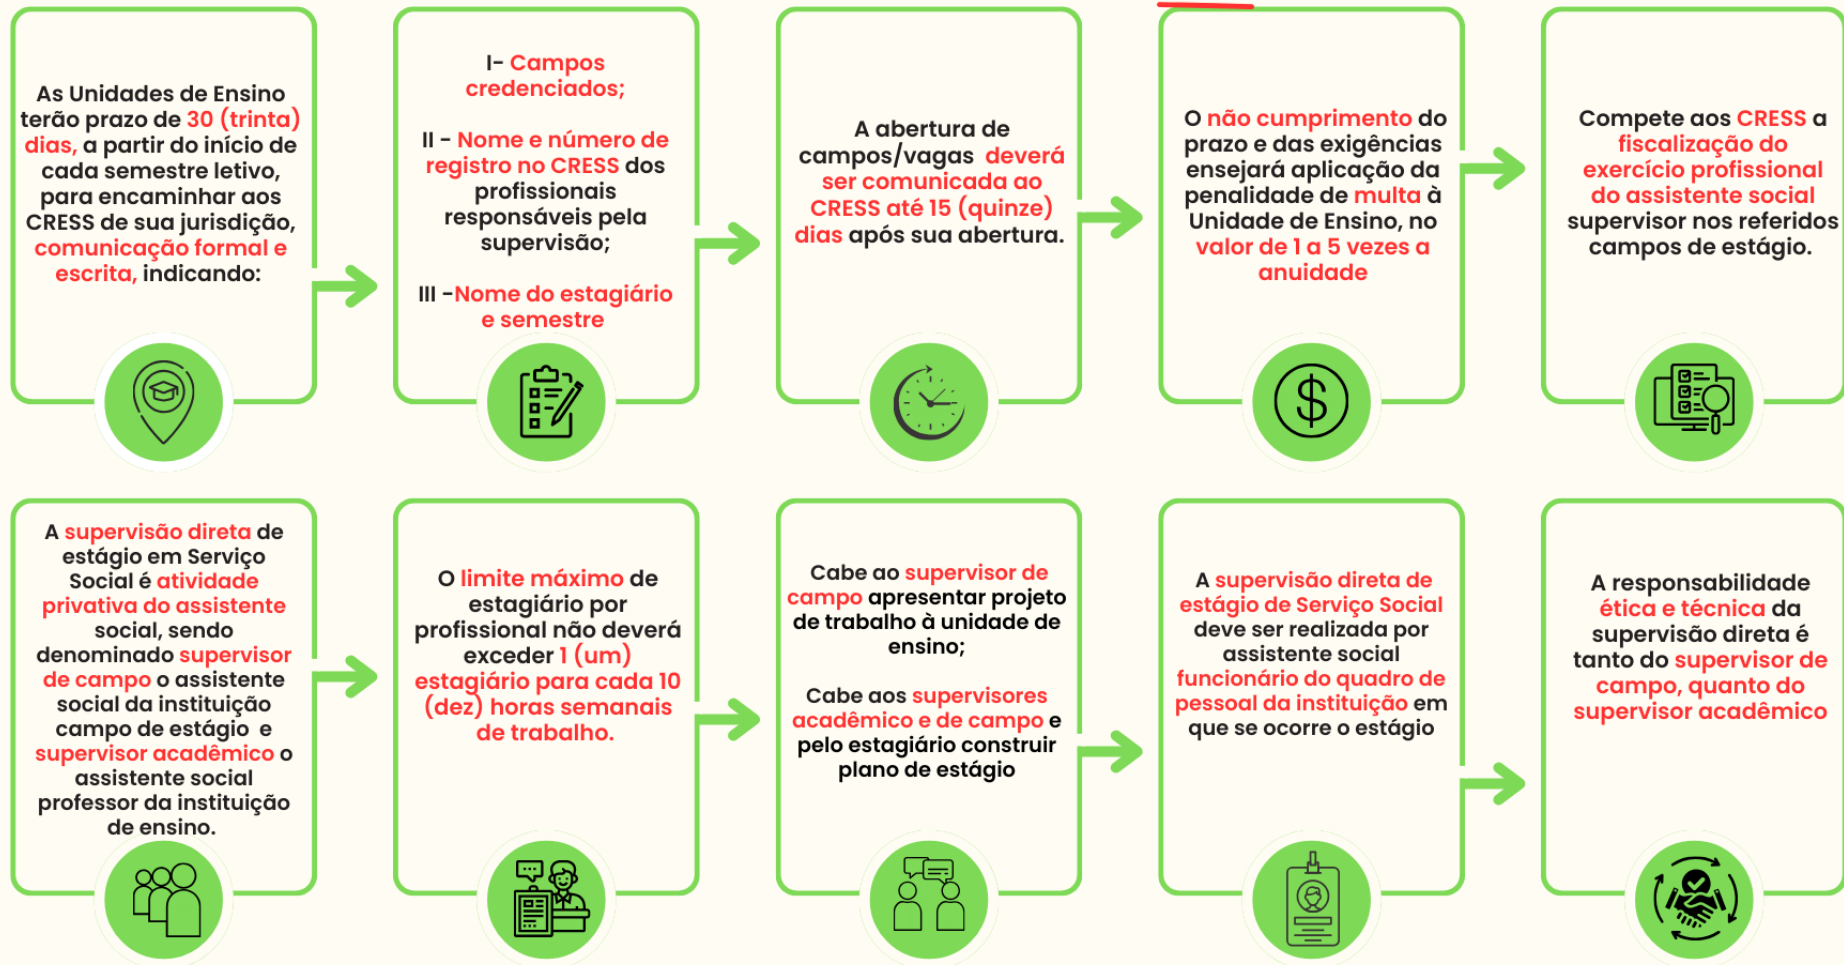 As Unidades de Ensino
terão prazo de 30 (trinta)
dias, a partir do início de
cada semestre letivo,
para encaminhar aos
CRESS de sua jurisdição,
comunicação formal e
escrita, indicando:
I- Campos
credenciados;
II - Nome e número de
registro no CRESS dos
profissionais
responsáveis pela
supervisão;
III -Nome do estagiário
e semestre
A abertura de
campos/vagas deverá
ser comunicada ao
CRESS até 15 (quinze)
dias após sua abertura.
O não cumprimento do
prazo e das exigências
ensejará aplicação da
penalidade de multa à
Unidade de Ensino, no
valor de 1 a 5 vezes a
anuidade
$
Compete aos CRESS a
fiscalização do
exercício profissional
do assistente social
supervisor nos referidos
campos de estágio.
A supervisão direta de
estágio em Serviço
Social é atividade
privativa do assistente
social, sendo
denominado supervisor
de campo o assistente
social da instituição
campo de estágio e
supervisor acadêmico o
assistente social
professor da instituição
de ensino.
O limite máximo de
estagiário por
profissional não deverá
exceder 1 (um)
estagiário para cada 10
(dez) horas semanais
de trabalho.
Cabe ao supervisor de
campo apresentar projeto
de trabalho à unidade de
ensino;
Cabe aos supervisores
acadêmico e de campo e
pelo estagiário construir
plano de estágio
A supervisão direta de
estágio de Serviço Social
deve ser realizada por
assistente social
funcionário do quadro de
pessoal da instituição em
que se ocorre o estágio
A responsabilidade
ética e técnica da
supervisão direta é
tanto do supervisor de
campo, quanto do
supervisor acadêmico